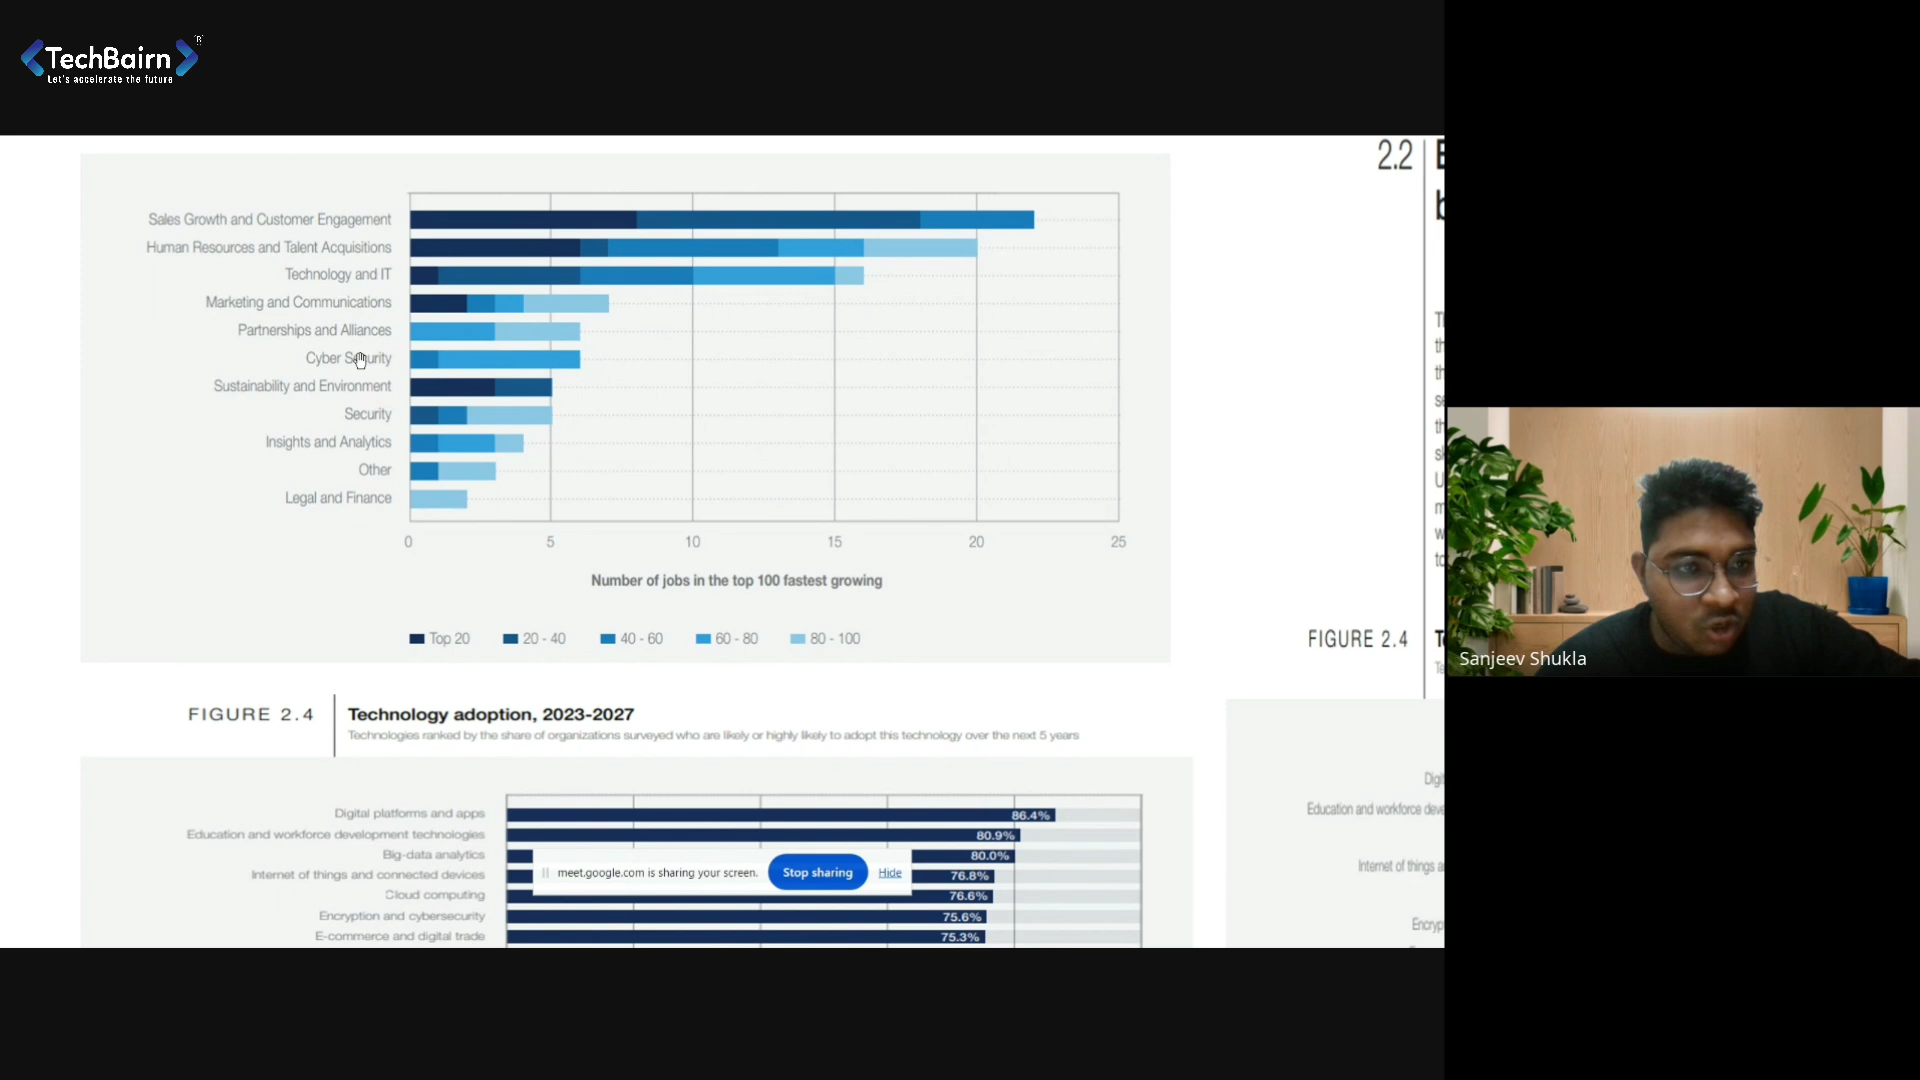 TechBairn
Let's accelerate the future
Sales Growth and Customer Engagement
Human Resources and Talent Acquisitions
Technology and IT
Marketing and Communications
Partnerships and Alliances
Cyber Security
Sustainability and Environment
Security
Insights and Analytics
Other
Legal and Finance
0 5 10 15 20 25
Number of jobs in the top 100 fastest growing
Top 20 20 - 40 40 - 60 60 - 80 80 - 100
FIGURE 2.4
Technology adoption, 2023-2027
Technologies ranked by the share of organizations surveyed who are likely or highly likely to adopt this technology over the next 5 years
Digital platforms and apps 86.4%
Education and workforce development technologies 80.9%
Big-data analytics 80.0%
Internet of things and connected devices 76.8%
Cloud computing 76.6%
Encryption and cybersecurity 75.6%
E-commerce and digital trade 75.3%
meet.google.com is sharing your screen. Stop sharing Hide
2.2
FIGURE 2.4
Digi
Education and workforce deve
Internet of things a
Encryp
Sanjeev Shukla